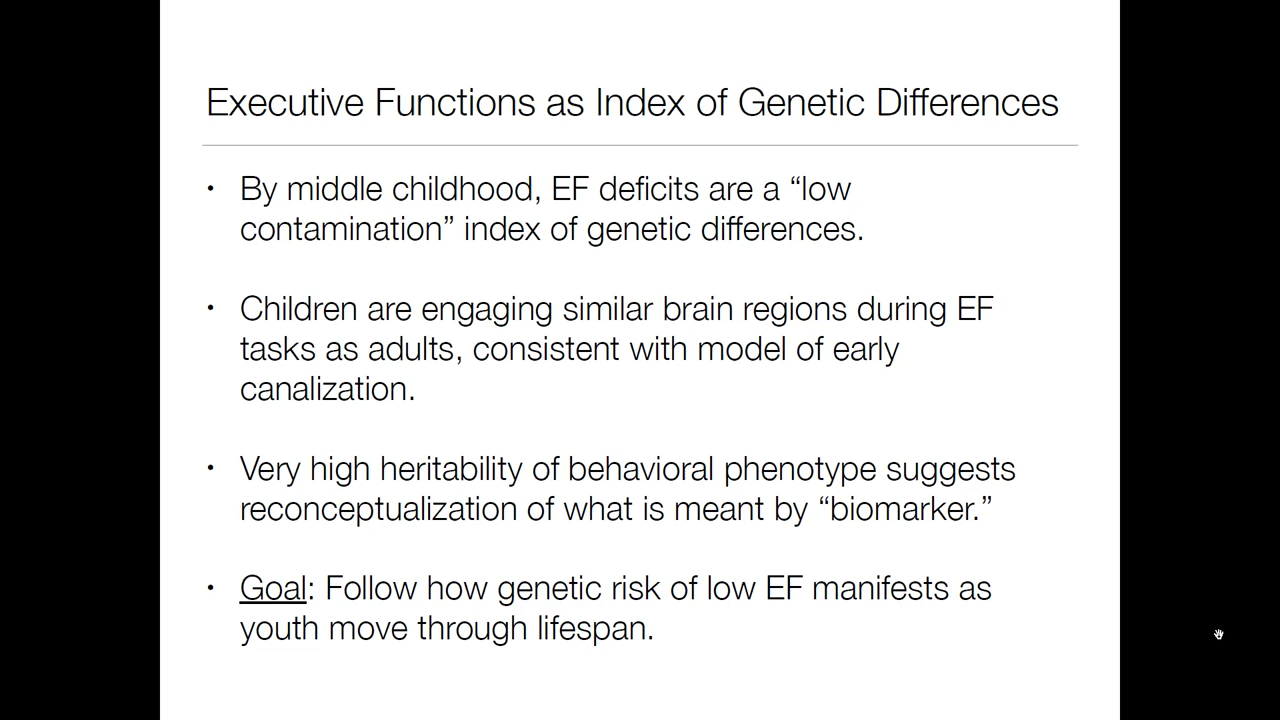 Executive Functions as Index of Genetic Differences
• By middle childhood, EF deficits are a “low
contamination” index of genetic differences.
• Children are engaging similar brain regions during EF
tasks as adults, consistent with model of early
canalization.
• Very high heritability of behavioral phenotype suggests
reconceptualization of what is meant by “biomarker.”
• Goal: Follow how genetic risk of low EF manifests as
youth move through lifespan.